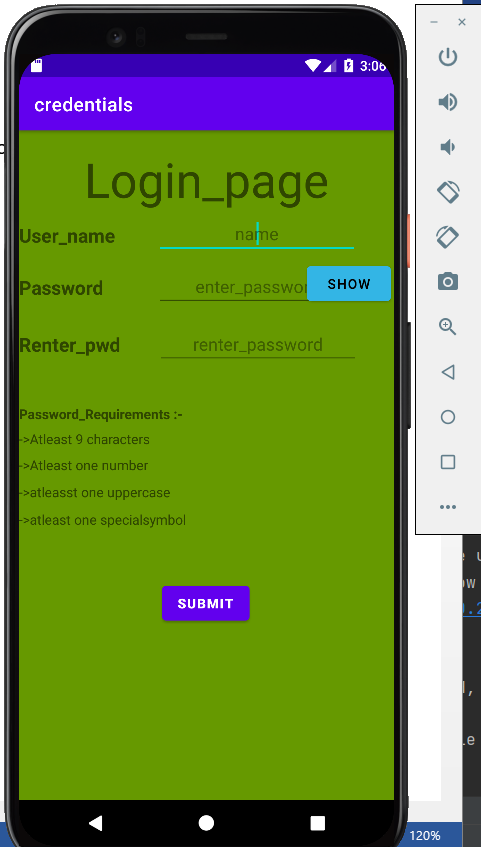 3:06
credentials
Login_page
User_name name
Password enter_passwor SHOW
Renter_pwd renter_password
Password_Requirements :-
->Atleast 9 characters
->Atleast one number
->atleasst one uppercase
->atleast one specialsymbol
SUBMIT
120%